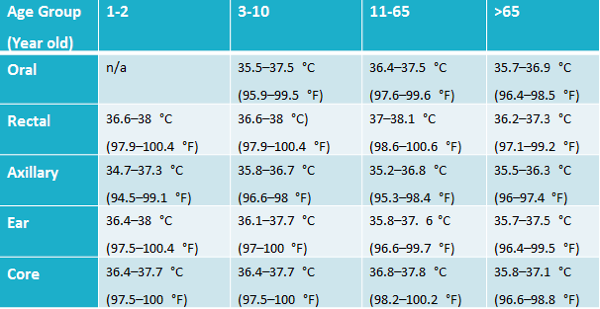 Age Group 1-2 3-10 11-65 >65
(Year old)
Oral n/a 35.5–37.5 °C 36.4–37.5 °C 35.7–36.9 °C
(95.9–99.5 °F) (97.6–99.6 °F) (96.4–98.5 °F)
Rectal 36.6–38 °C 36.6–38 °C) 37–38.1 °C 36.2–37.3 °C
(97.9–100.4 °F) (97.9–100.4 °F) (98.6–100.6 °F) (97.1–99.2 °F)
Axillary 34.7–37.3 °C 35.8–36.7 °C 35.2–36.8 °C 35.5–36.3 °C
(94.5–99.1 °F) (96.6–98 °F) (95.3–98.4 °F) (96–97.4 °F)
Ear 36.4–38 °C 36.1–37.7 °C 35.8–37. 6 °C 35.7–37.5 °C
(97.5–100.4 °F) (97–100 °F) (96.6–99.7 °F) (96.4–99.5 °F)
Core 36.4–37.7 °C 36.4–37.7 °C 36.8–37.8 °C 35.8–37.1 °C
(97.5–100 °F) (97.5–100 °F) (98.2–100.2 °F) (96.6–98.8 °F)